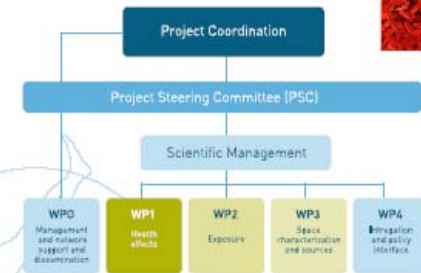 Project Coordination
Project Steering Committee (PSC)
Scientific Management
WP0
Management
and network
support and
dissemination
WP1
Health
effects
WP2
Exposure
WP3
Space
characterisation
and sources
WP4
Intregation
and policy
interface